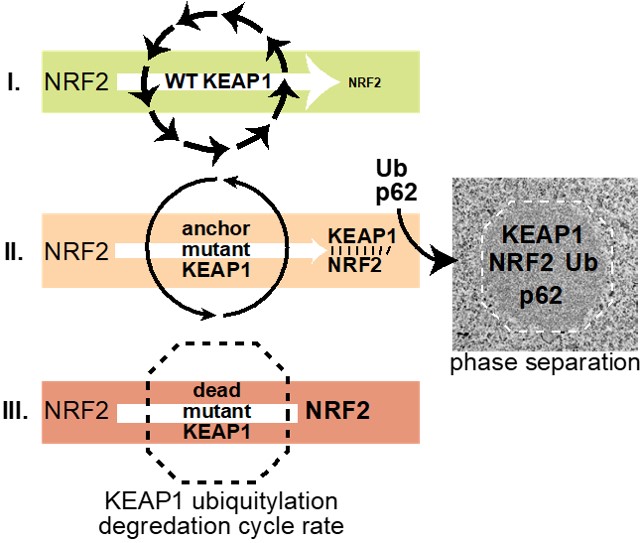 I. NRF2 WT KEAP1 NRF2
Ub
p62
II. NRF2
anchor
mutant
KEAP1
KEAP1
NRF2
KEAP1
NRF2 Ub
p62
phase separation
III. NRF2
dead
mutant
KEAP1
NRF2
KEAP1 ubiquitylation
degredation cycle rate